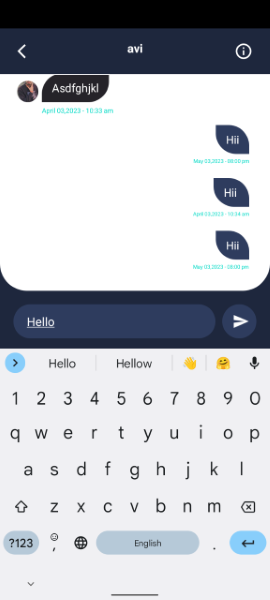 avi
Asdfghjkl
April 03,2023 - 10:33 am
Hii
May 03,2023 - 08:00 am
Hii
April 03,2023 - 10:34 am
Hii
May 03,2023 - 05:00 pm
Hello
Hello Hellow 👋 🤗
1 2 3 4 5 6 7 8 9 0
q w e r t y u i o p
a s d f g h j k l
z x c v b n m
?123 , English .